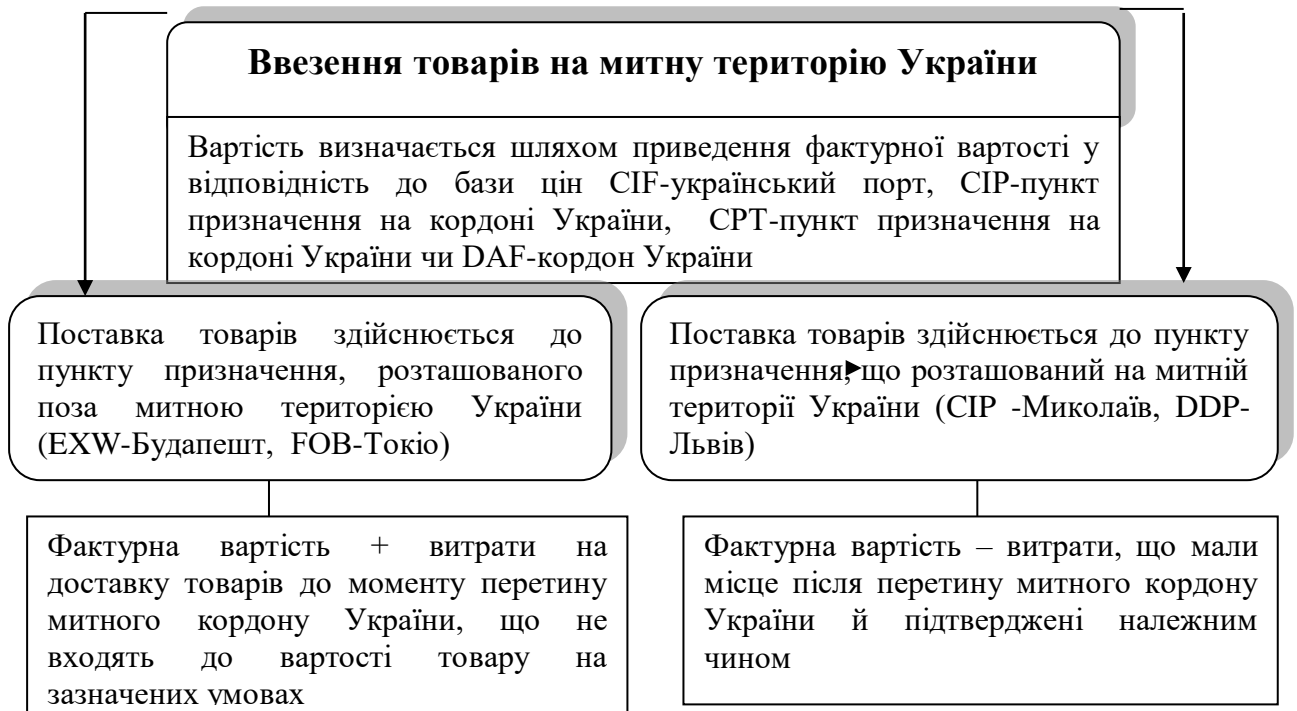 Ввезення товарів на митну територію України
Вартість визначається шляхом приведення фактурної вартості у
відповідність до бази цін CIF-український порт, CIP-пункт
призначення на кордоні України, CPT-пункт призначення на
кордоні України чи DAF-кордон України
Поставка товарів здійснюється до
пункту призначення, розташованого
поза митною територією України
(EXW-Будапешт, FOB-Токіо)
Поставка товарів здійснюється до пункту
призначення, що розташований на митній
території України (CIP -Миколаїв, DDP-
Львів)
Фактурна вартість + витрати на
доставку товарів до моменту перетину
митного кордону України, що не
входять до вартості товару на
зазначених умовах
Фактурна вартість – витрати, що мали
місце після перетину митного кордону
України й підтверджені належним
чином